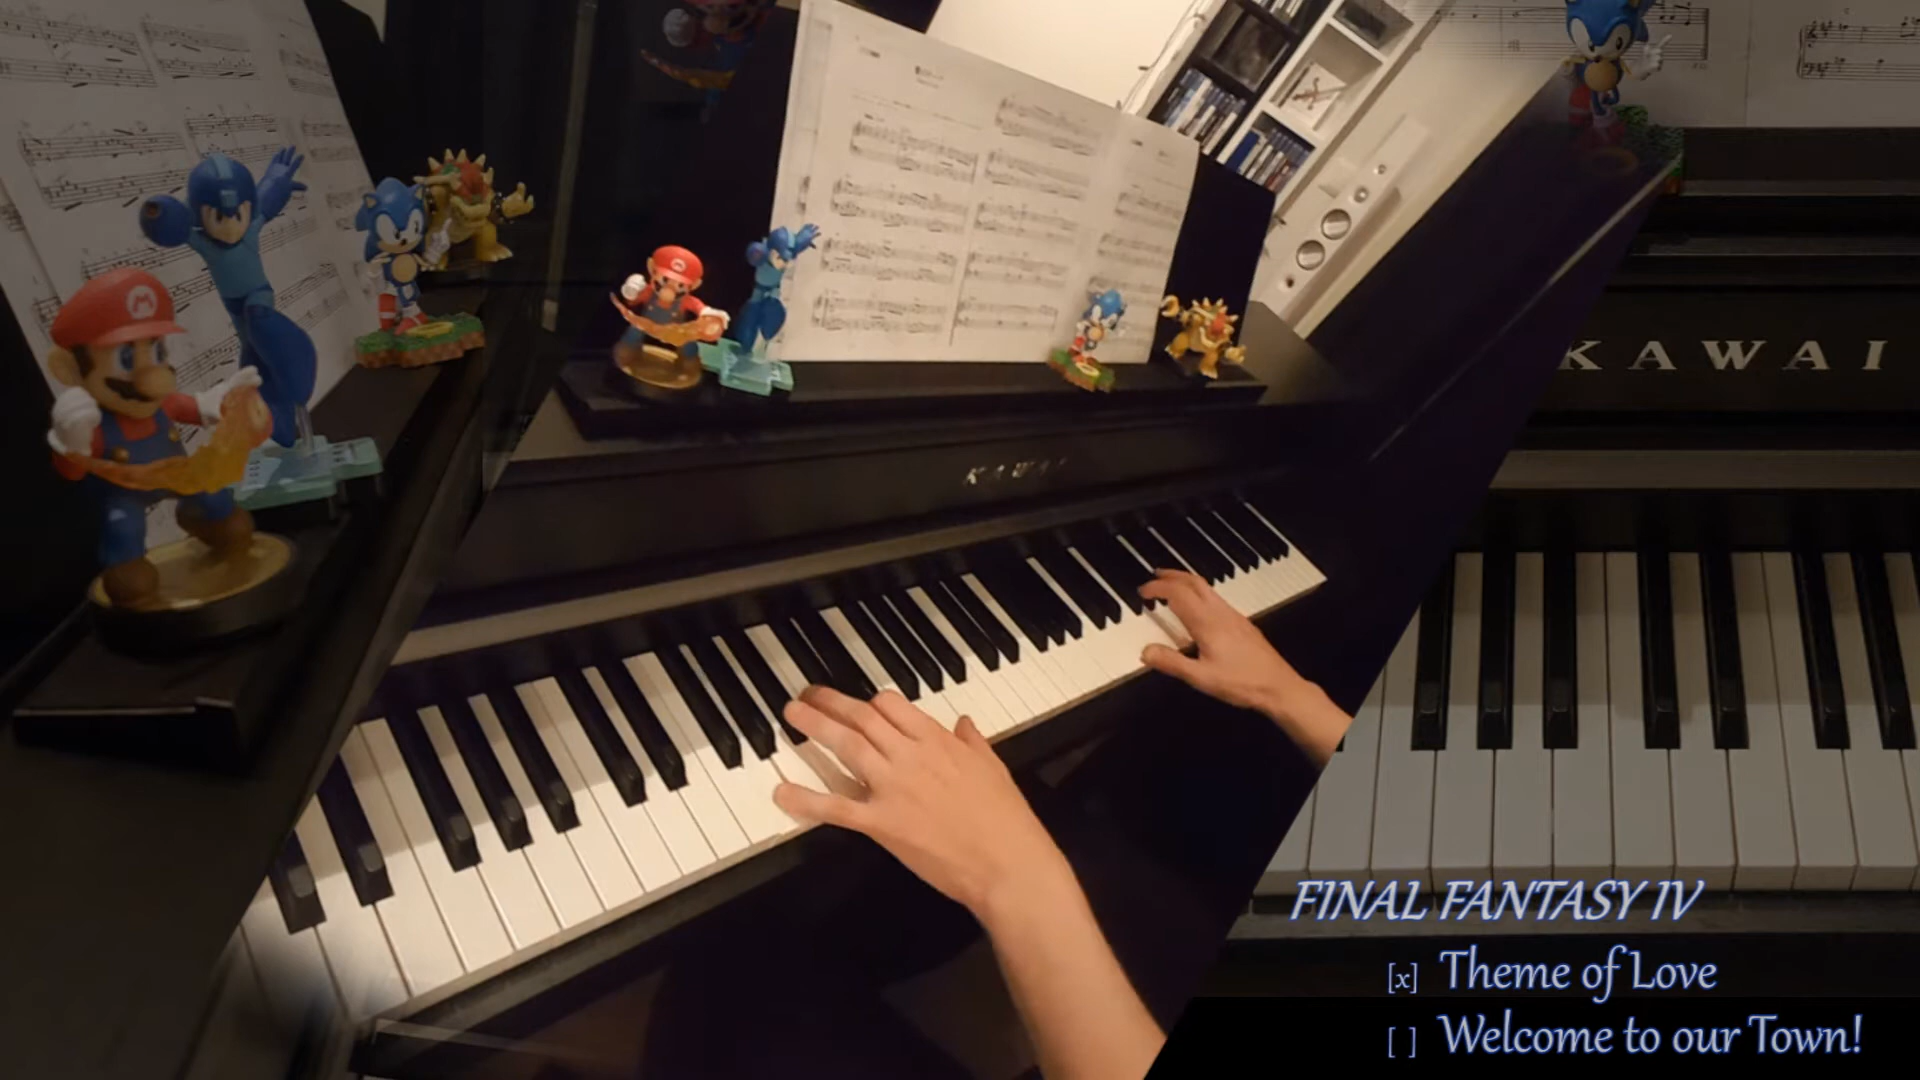 KAWAI
KAWAI
FINAL FANTASY IV
[x] Theme of Love
[ ] Welcome to our Town!